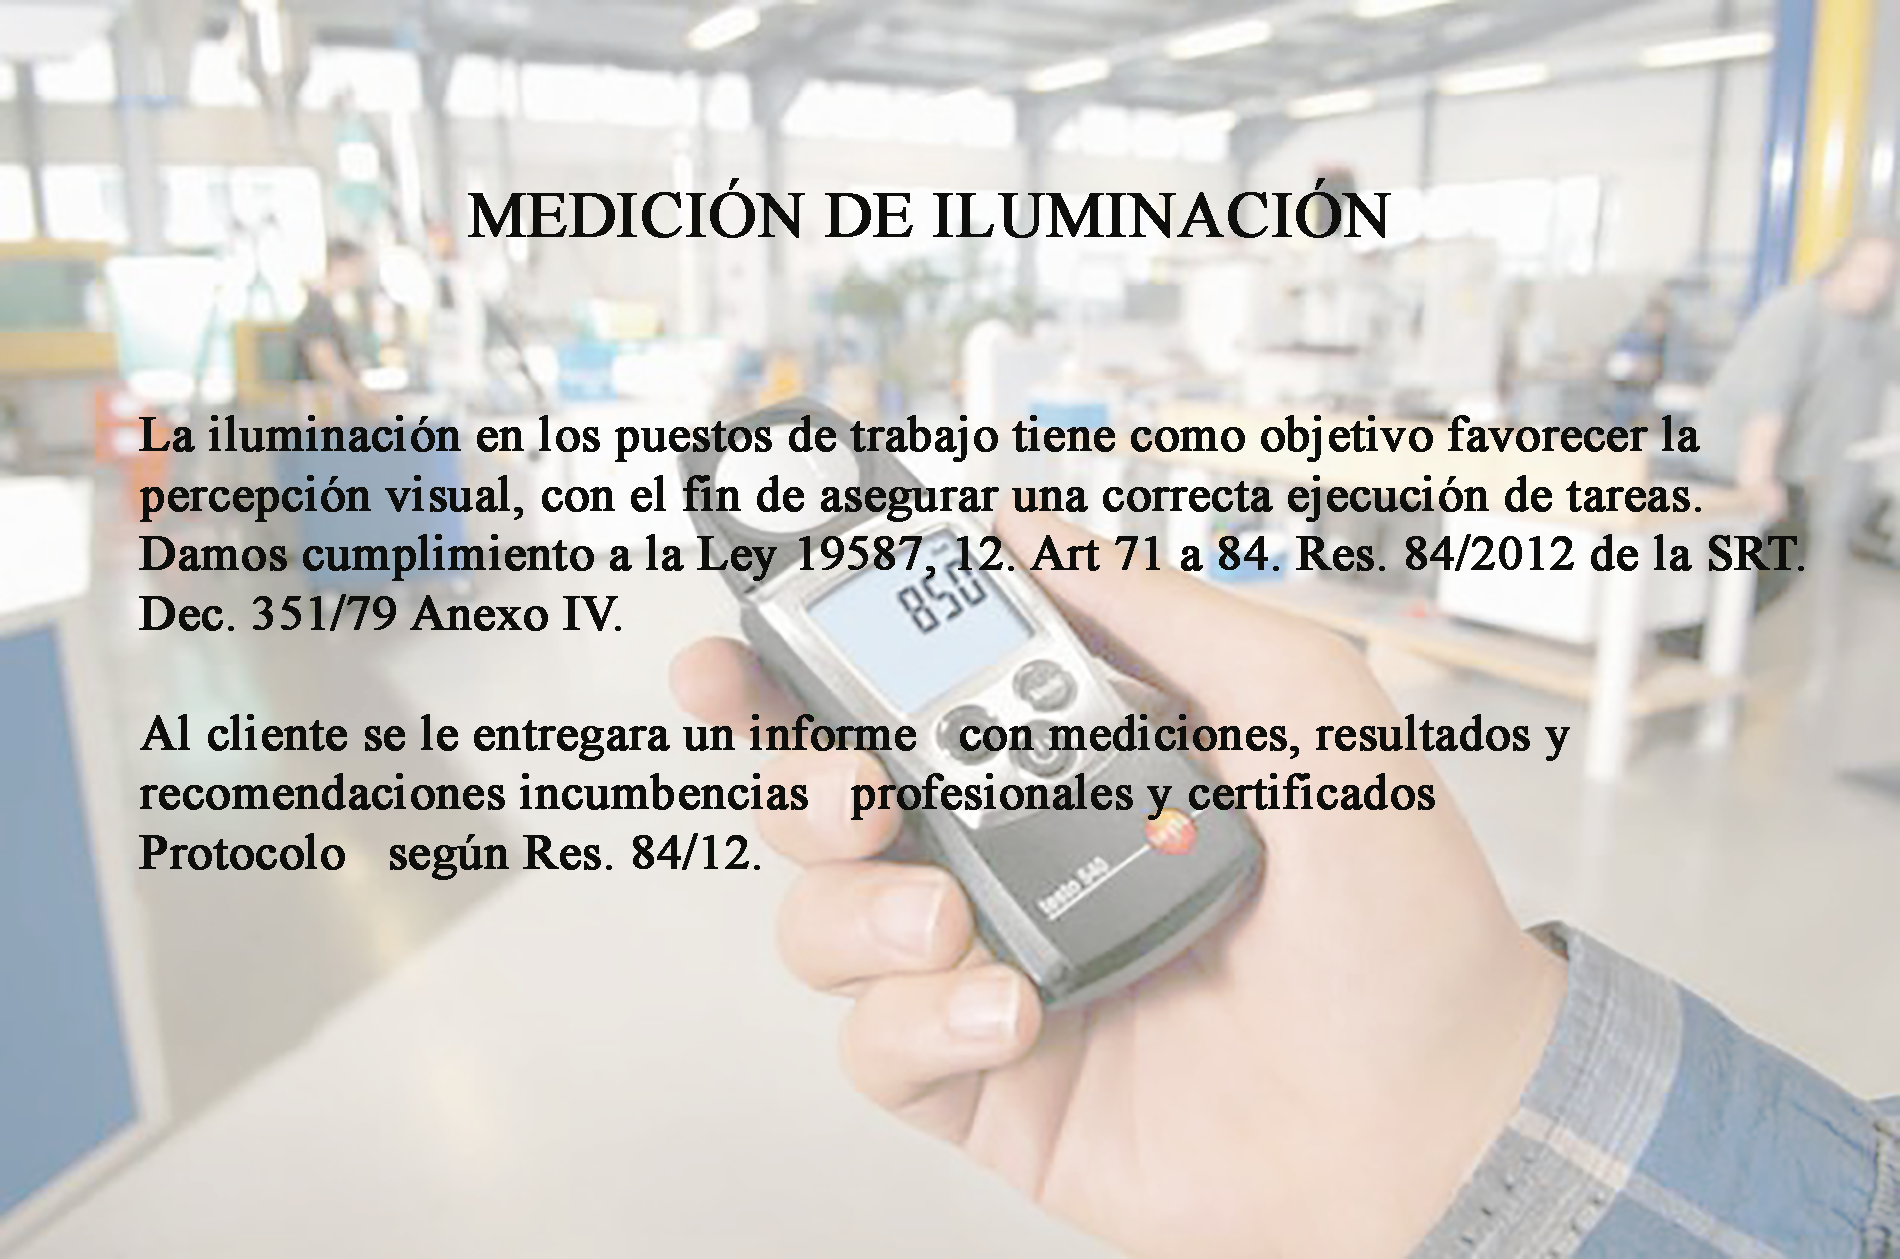 MEDICIÓN DE ILUMINACIÓN
La iluminación en los puestos de trabajo tiene como objetivo favorecer la
percepción visual, con el fin de asegurar una correcta ejecución de tareas.
Damos cumplimiento a la Ley 19587, 12. Art 71 a 84. Res. 84/2012 de la SRT.
Dec. 351/79 Anexo IV.
850
Al cliente se le entregara un informe con mediciones, resultados y
recomendaciones incumbencias profesionales y certificados
Protocolo según Res. 84/12.
testo 540